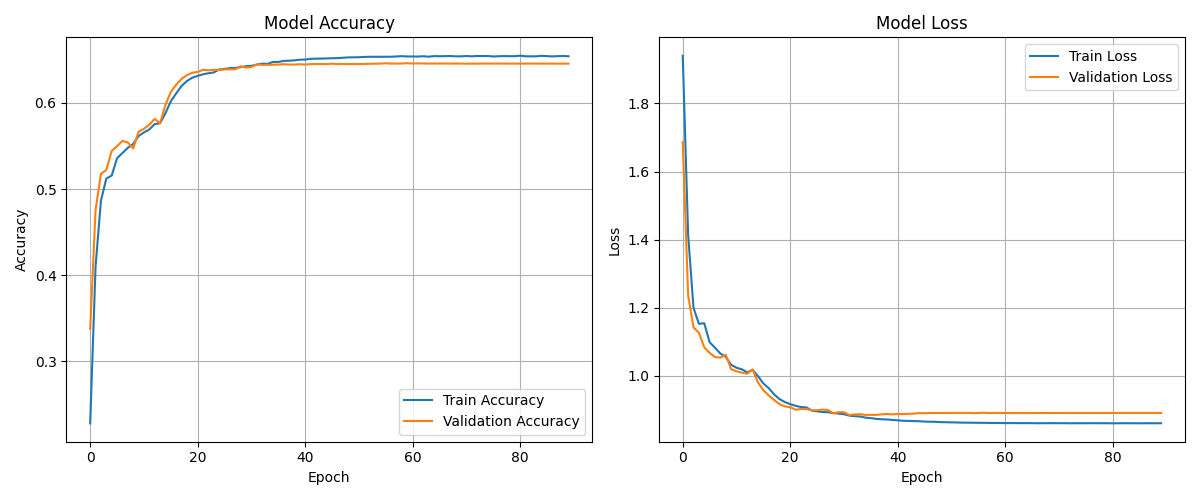 Model Accuracy
0.6
0.5
0.4
0.3
Accuracy
Train Accuracy
Validation Accuracy
0 20 40 60 80
Epoch
Model Loss
Train Loss
Validation Loss
1.8
1.6
1.4
1.2
1.0
Loss
0 20 40 60 80
Epoch